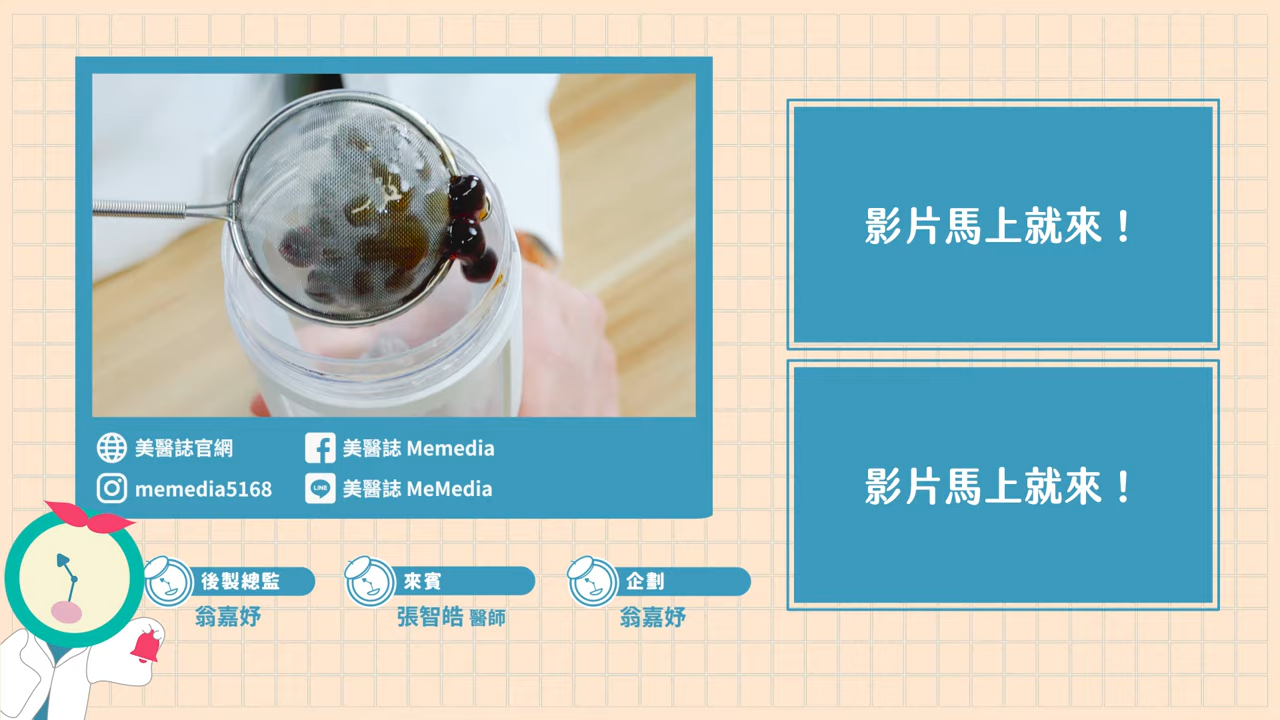 美醫誌官網
美醫誌 Memedia
memedia5168
LINE
美醫誌 MeMedia
後製總監
翁嘉妤
來賓
張智皓 醫師
企劃
翁嘉妤
影片馬上就來！
影片馬上就來！